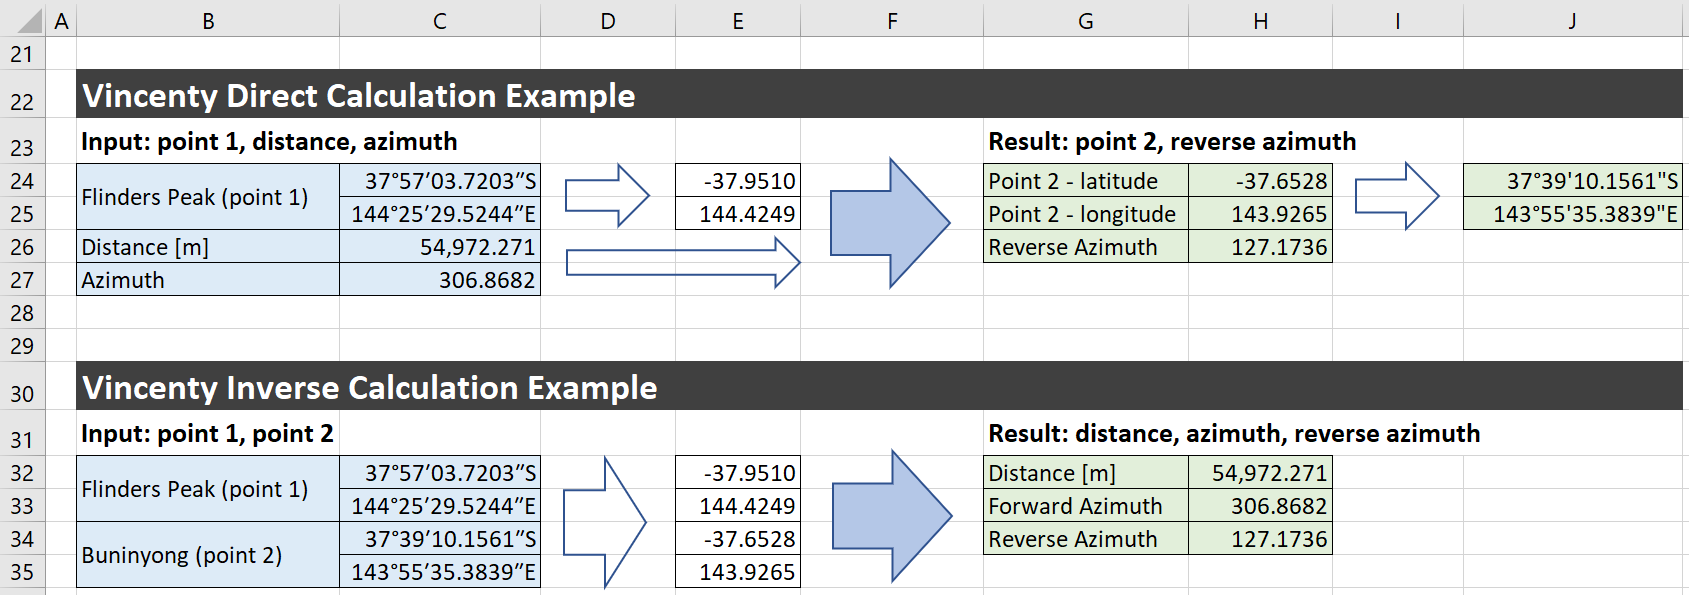 A B C D E F G H I J
21
22 Vincenty Direct Calculation Example
23 Input: point 1, distance, azimuth Result: point 2, reverse azimuth
24 37°57′03.7203″S -37.9510 Point 2 - latitude -37.6528 37°39'10.1561"S
Flinders Peak (point 1)
25 144°25′29.5244″E 144.4249 Point 2 - longitude 143.9265 143°55'35.3839"E
26 Distance [m] 54,972.271 Reverse Azimuth 127.1736
27 Azimuth 306.8682
28
29
30 Vincenty Inverse Calculation Example
31 Input: point 1, point 2 Result: distance, azimuth, reverse azimuth
32 37°57′03.7203″S -37.9510 Distance [m] 54,972.271
Flinders Peak (point 1)
33 144°25′29.5244″E 144.4249 Forward Azimuth 306.8682
34 37°39′10.1561″S -37.6528 Reverse Azimuth 127.1736
Buninyong (point 2)
35 143°55′35.3839″E 143.9265